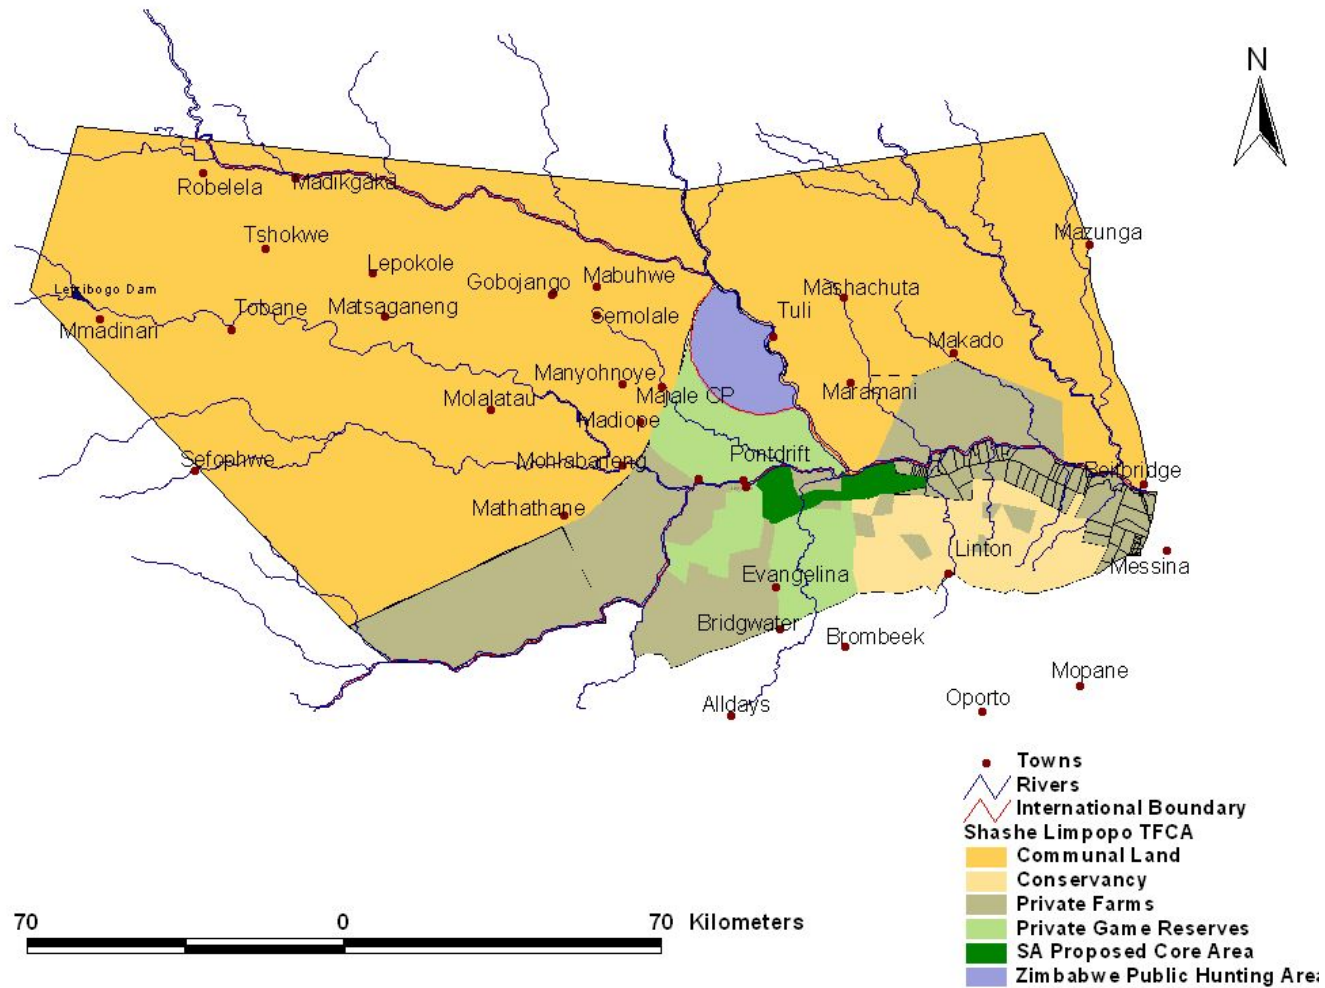 N
Robelela
Madikgaka
Mazunga
Tshokwe
Lepokole
Gobojango
Mabuhwe
Letsibogo Dam
Mashachuta
Mmadinari
Tobane
Matsaganeng
Semolale
Tuli
Makado
Manyohnoye
Majale CP
Maramani
Molalatau
Madiope
Sefophwe
Mohlabaneng
Pontdrift
Beitbridge
Mathathane
Linton
Messina
Evangelina
Bridgwater
Brombeek
Mopane
Alldays
Oporto
Towns
Rivers
International Boundary
Shashe Limpopo TFCA
Communal Land
Conservancy
Private Farms
Private Game Reserves
SA Proposed Core Area
Zimbabwe Public Hunting Area
70 0 70 Kilometers